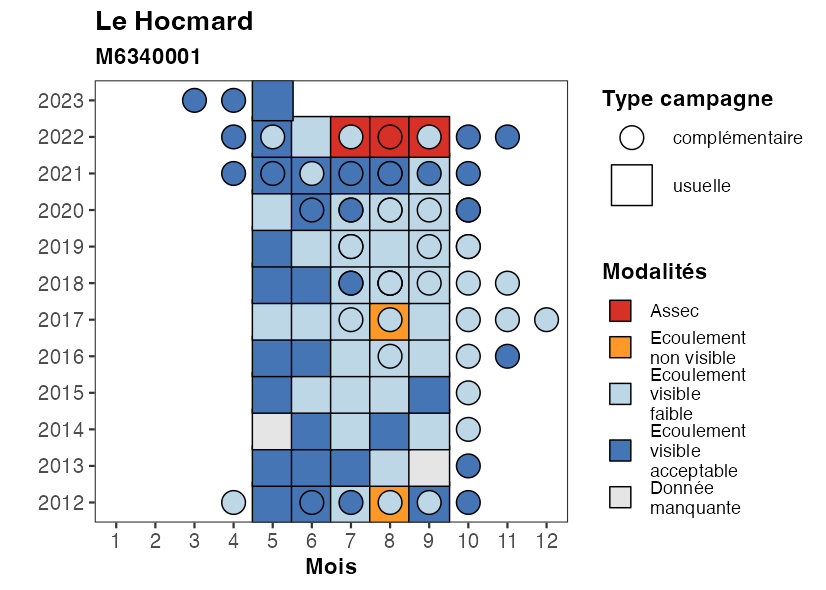 Le Hocmard
M6340001
2023
2022
2021
2020
2019
2018
2017
2016
2015
2014
2013
2012
1 2 3 4 5 6 7 8 9 10 11 12
Mois
Type campagne
complémentaire
usuelle
Modalités
Assec
Ecoulement
non visible
Ecoulement
visible
faible
Ecoulement
visible
acceptable
Donnée
manquante